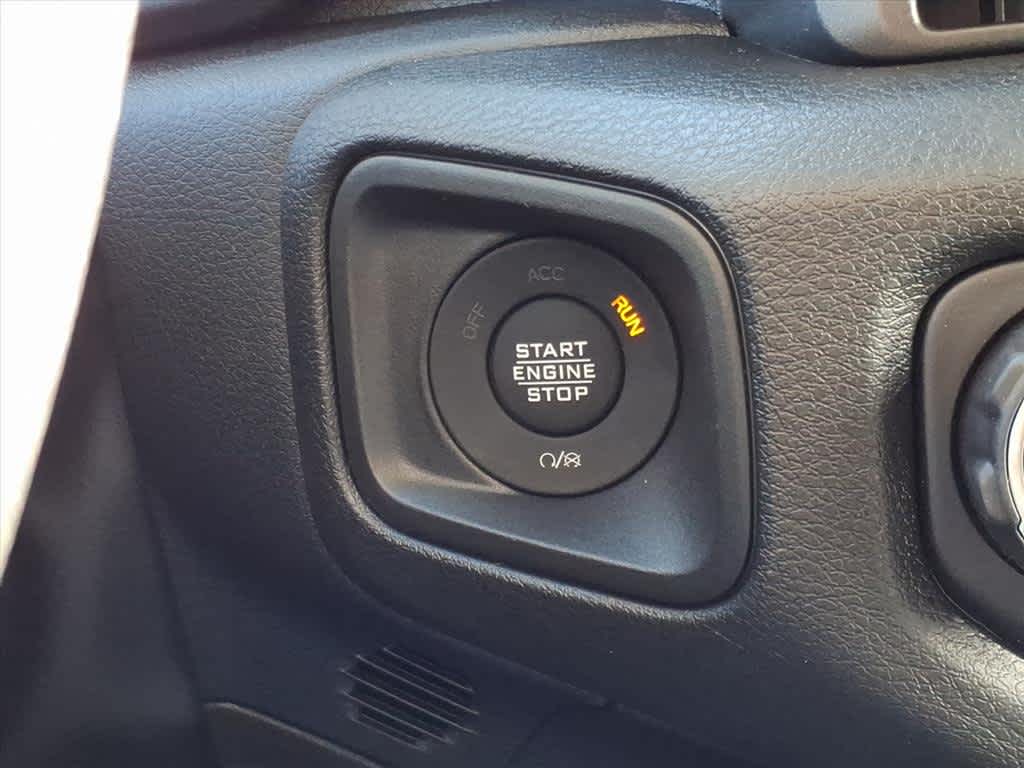 ACC
OFF
RUN
START
ENGINE
STOP